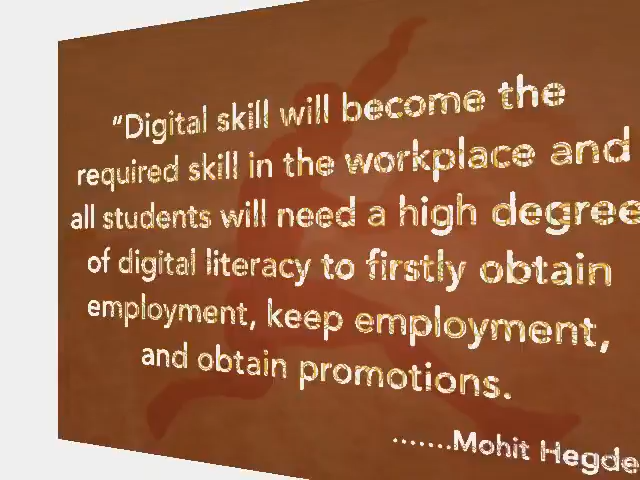 “Digital skill will become the
required skill in the workplace and
all students will need a high degree
of digital literacy to firstly obtain
employment, keep employment,
and obtain promotions.
.......Mohit Hegde